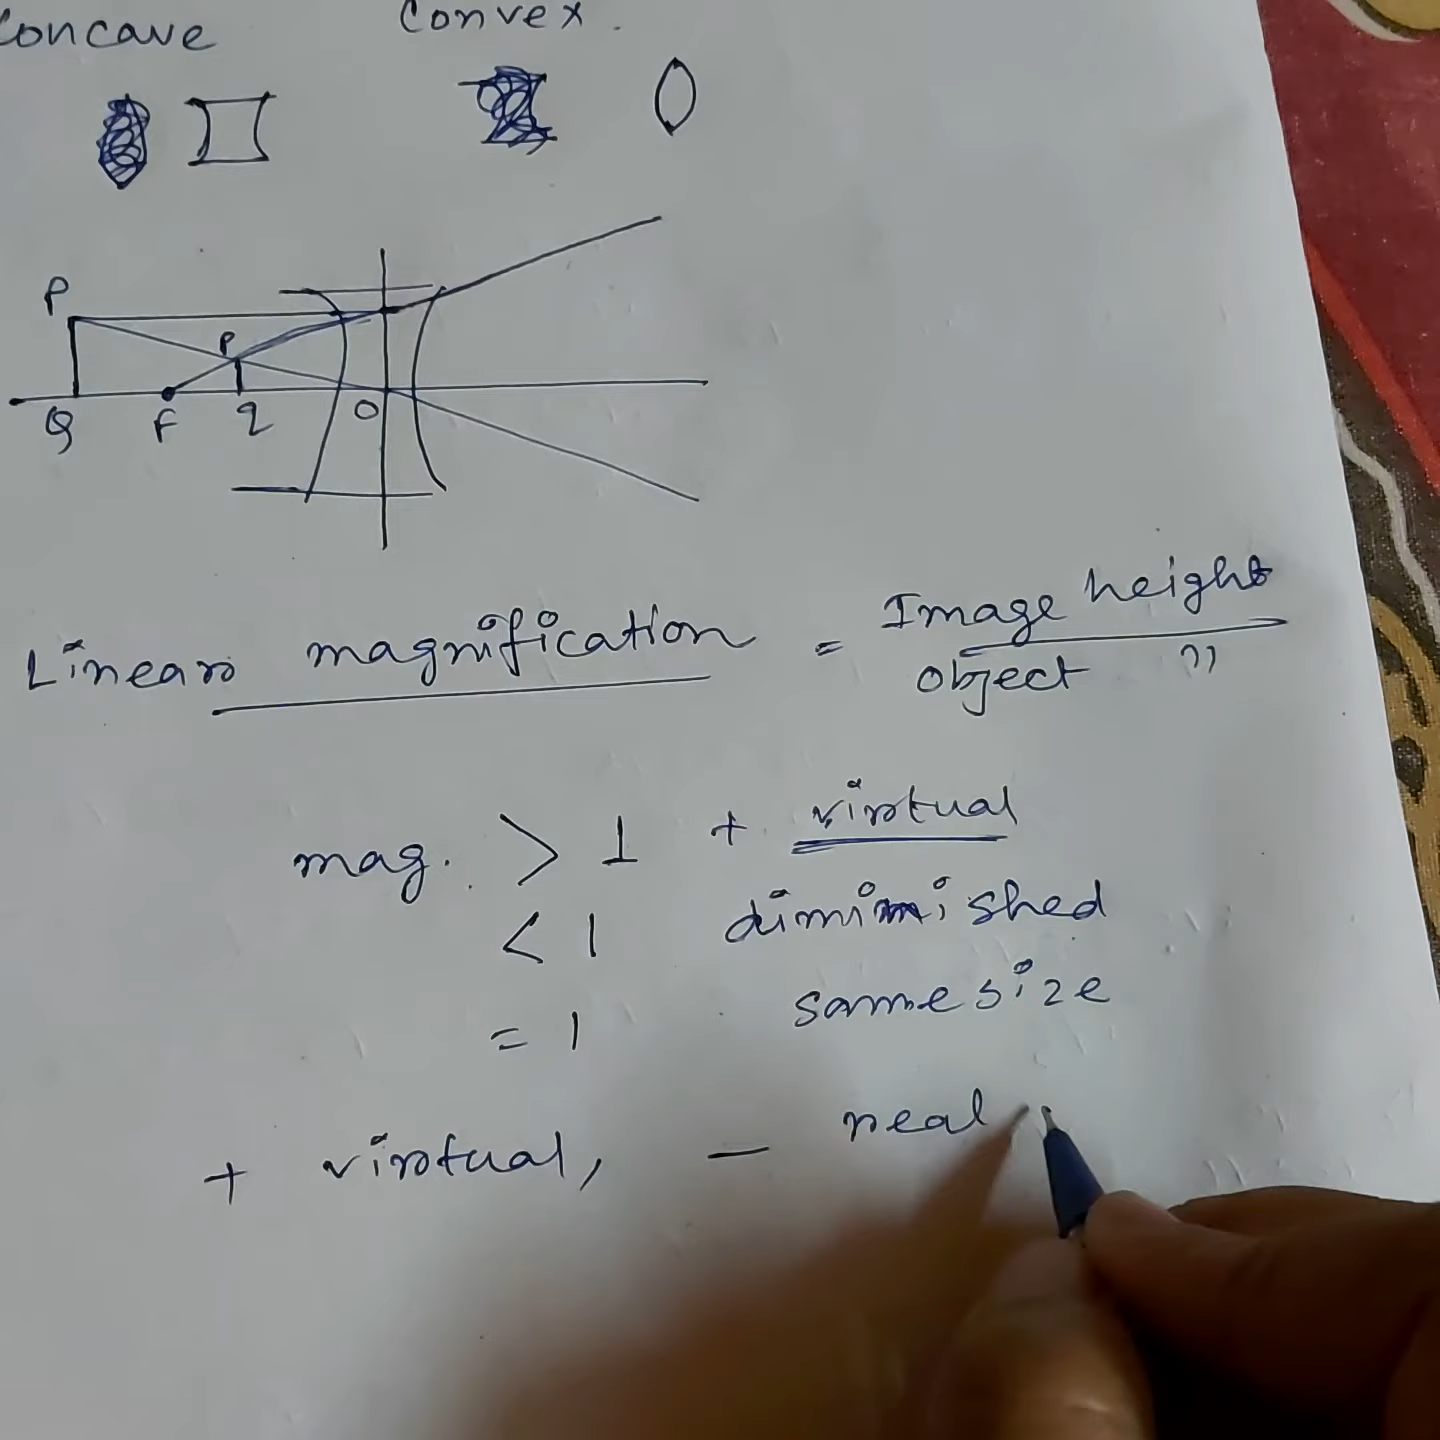 Concave Convex.
P
P
Q F q O
Linear magnification = Image height
object "
mag. > 1 + virtual
< 1 diminished
= 1 same size
+ virtual, - real